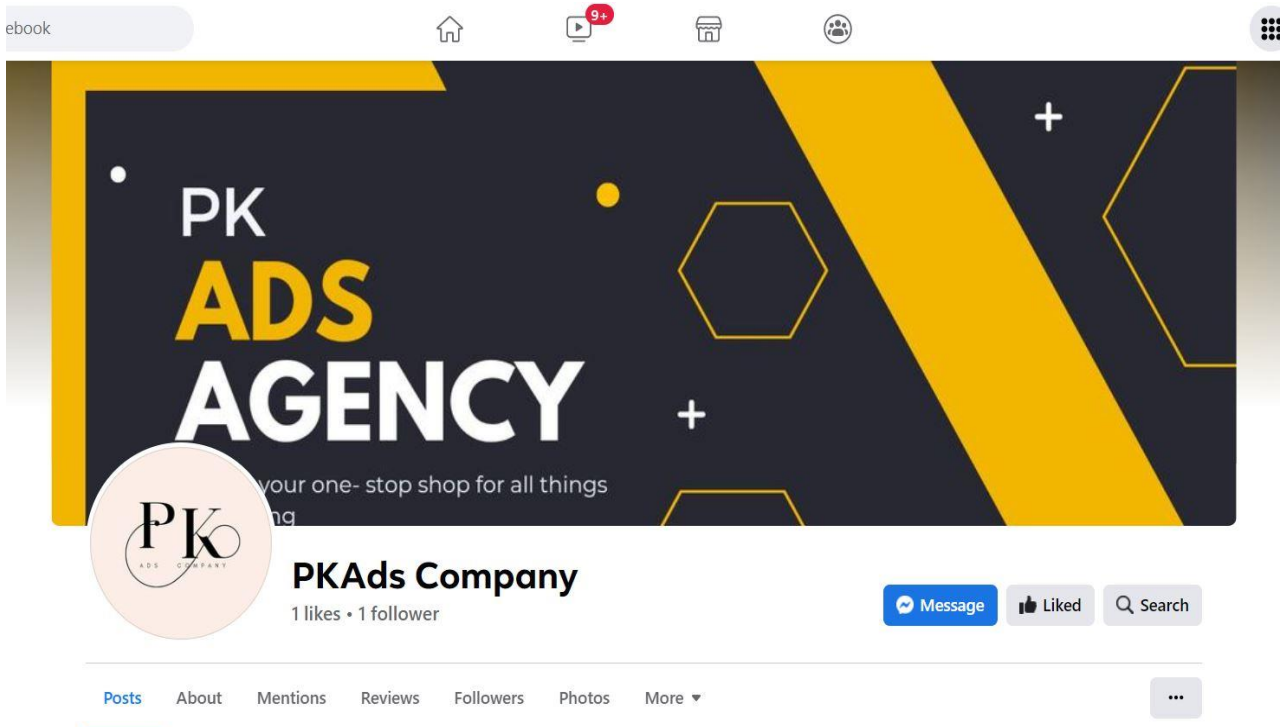 ebook
9+
PK
ADS
AGENCY
your one- stop shop for all things
PK
ADS COMPANY
PKAds Company
1 likes • 1 follower
Message
Liked
Search
Posts
About
Mentions
Reviews
Followers
Photos
More